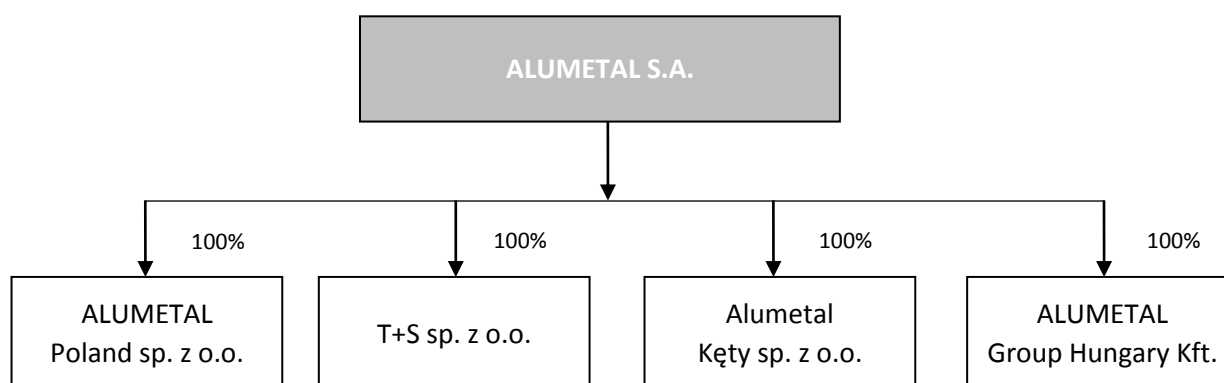 ALUMETAL S.A.
100%
100%
100%
100%
ALUMETAL
Poland sp. z o.o.
T+S sp. z o.o.
Alumetal
Kęty sp. z o.o.
ALUMETAL
Group Hungary Kft.